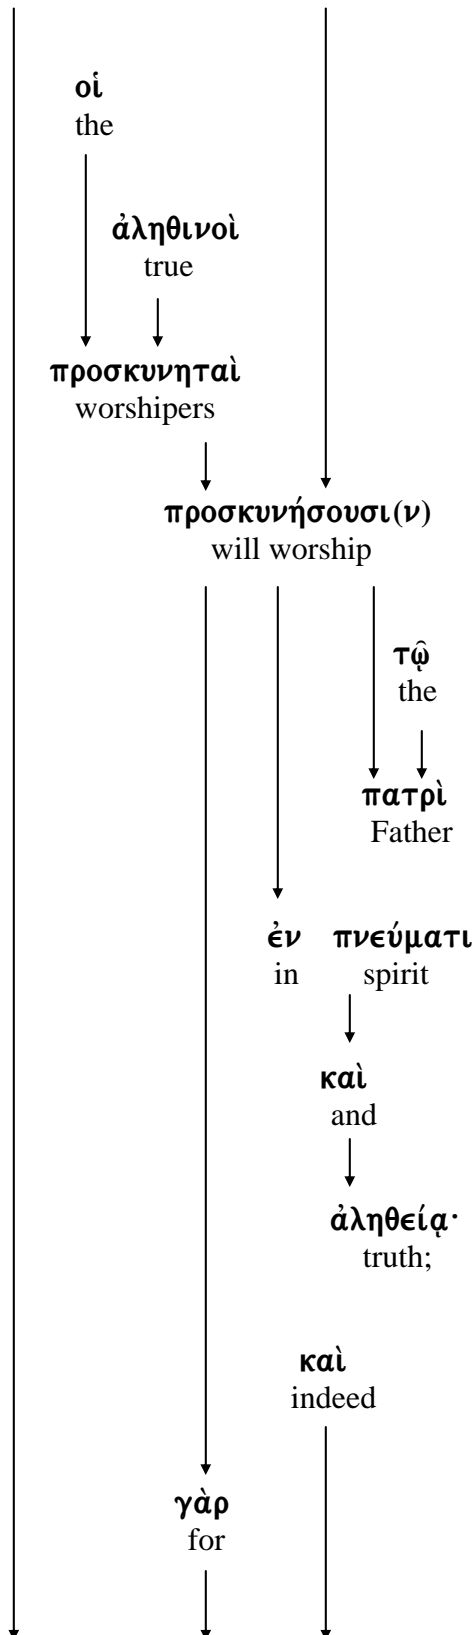 οἱ
the
ἀληθινοὶ
true
προσκυνηταὶ
worshipers
προσκυνήσουσι(ν)
will worship
τῷ
the
πατρὶ
Father
ἐν πνεύματι
in spirit
καὶ
and
ἀληθείᾳ·
truth;
καὶ
indeed
γὰρ
for